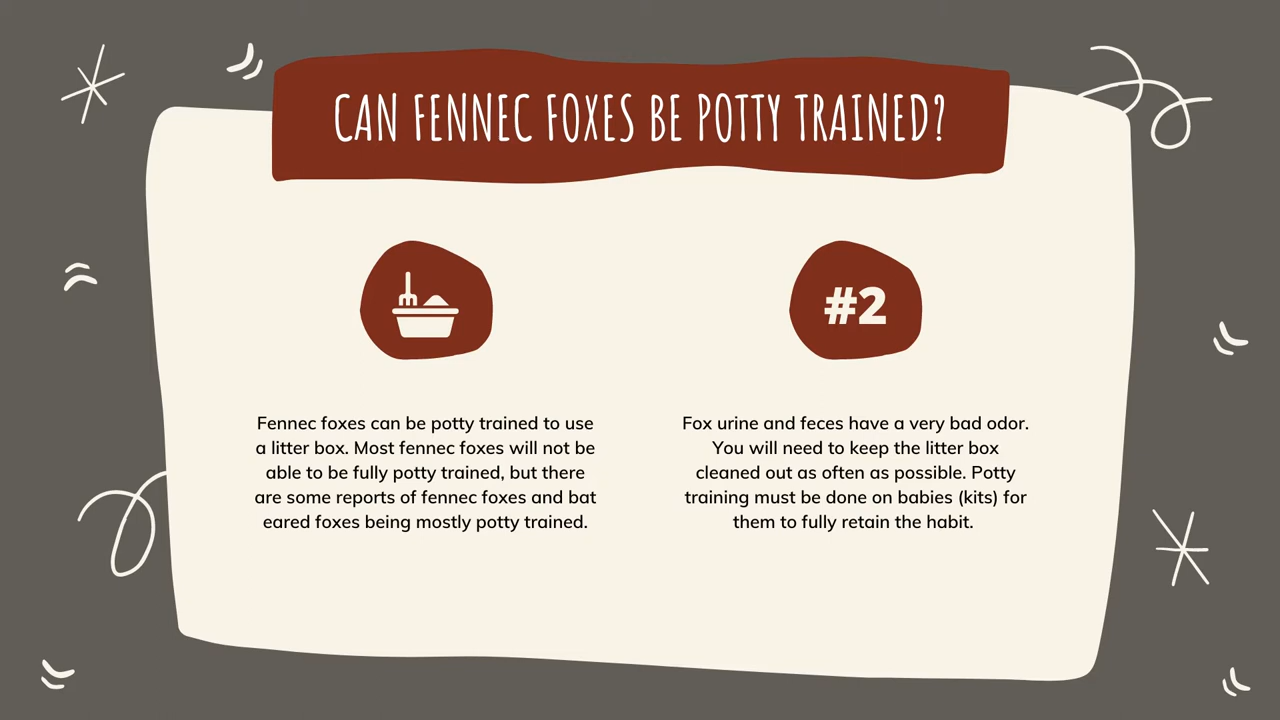 CAN FENNEC FOXES BE POTTY TRAINED?
Fennec foxes can be potty trained to use
a litter box. Most fennec foxes will not be
able to be fully potty trained, but there
are some reports of fennec foxes and bat
eared foxes being mostly potty trained.
#2
Fox urine and feces have a very bad odor.
You will need to keep the litter box
cleaned out as often as possible. Potty
training must be done on babies (kits) for
them to fully retain the habit.